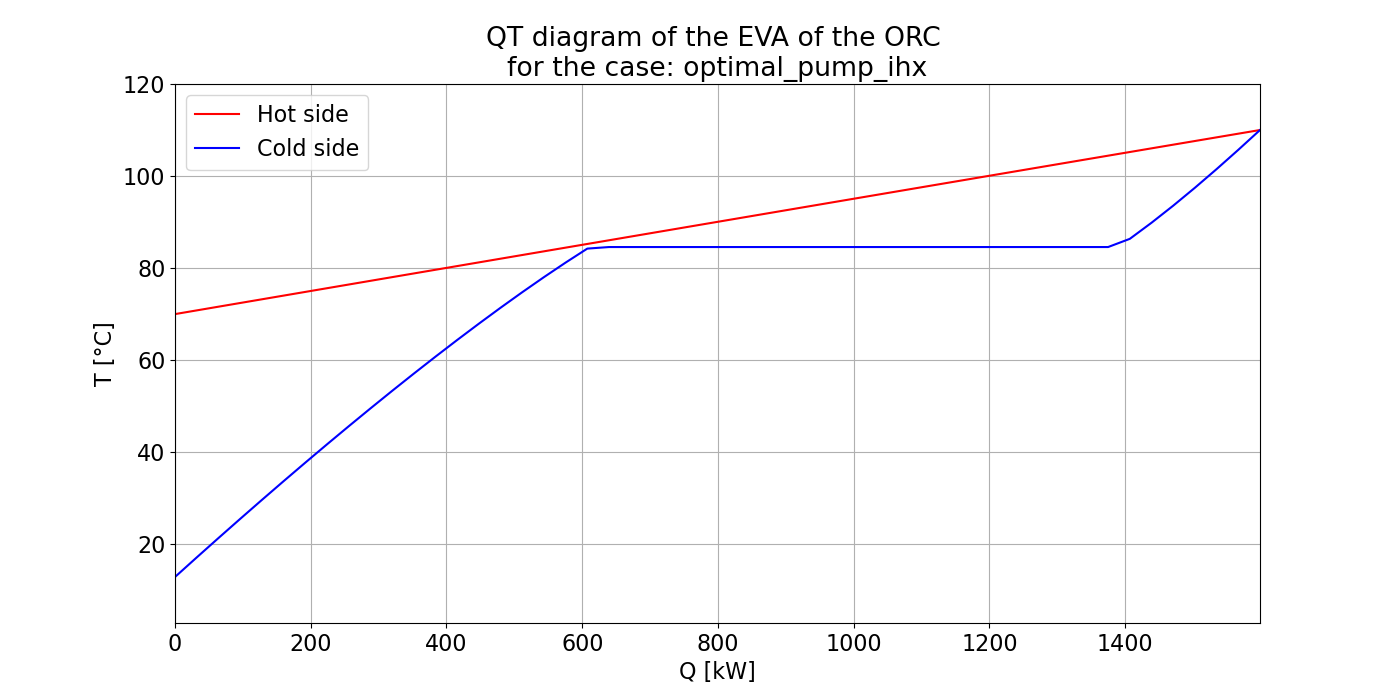 QT diagram of the EVA of the ORC
for the case: optimal_pump_ihx
Hot side
Cold side
T [°C]
120
100
80
60
40
20
0 200 400 600 800 1000 1200 1400
Q [kW]